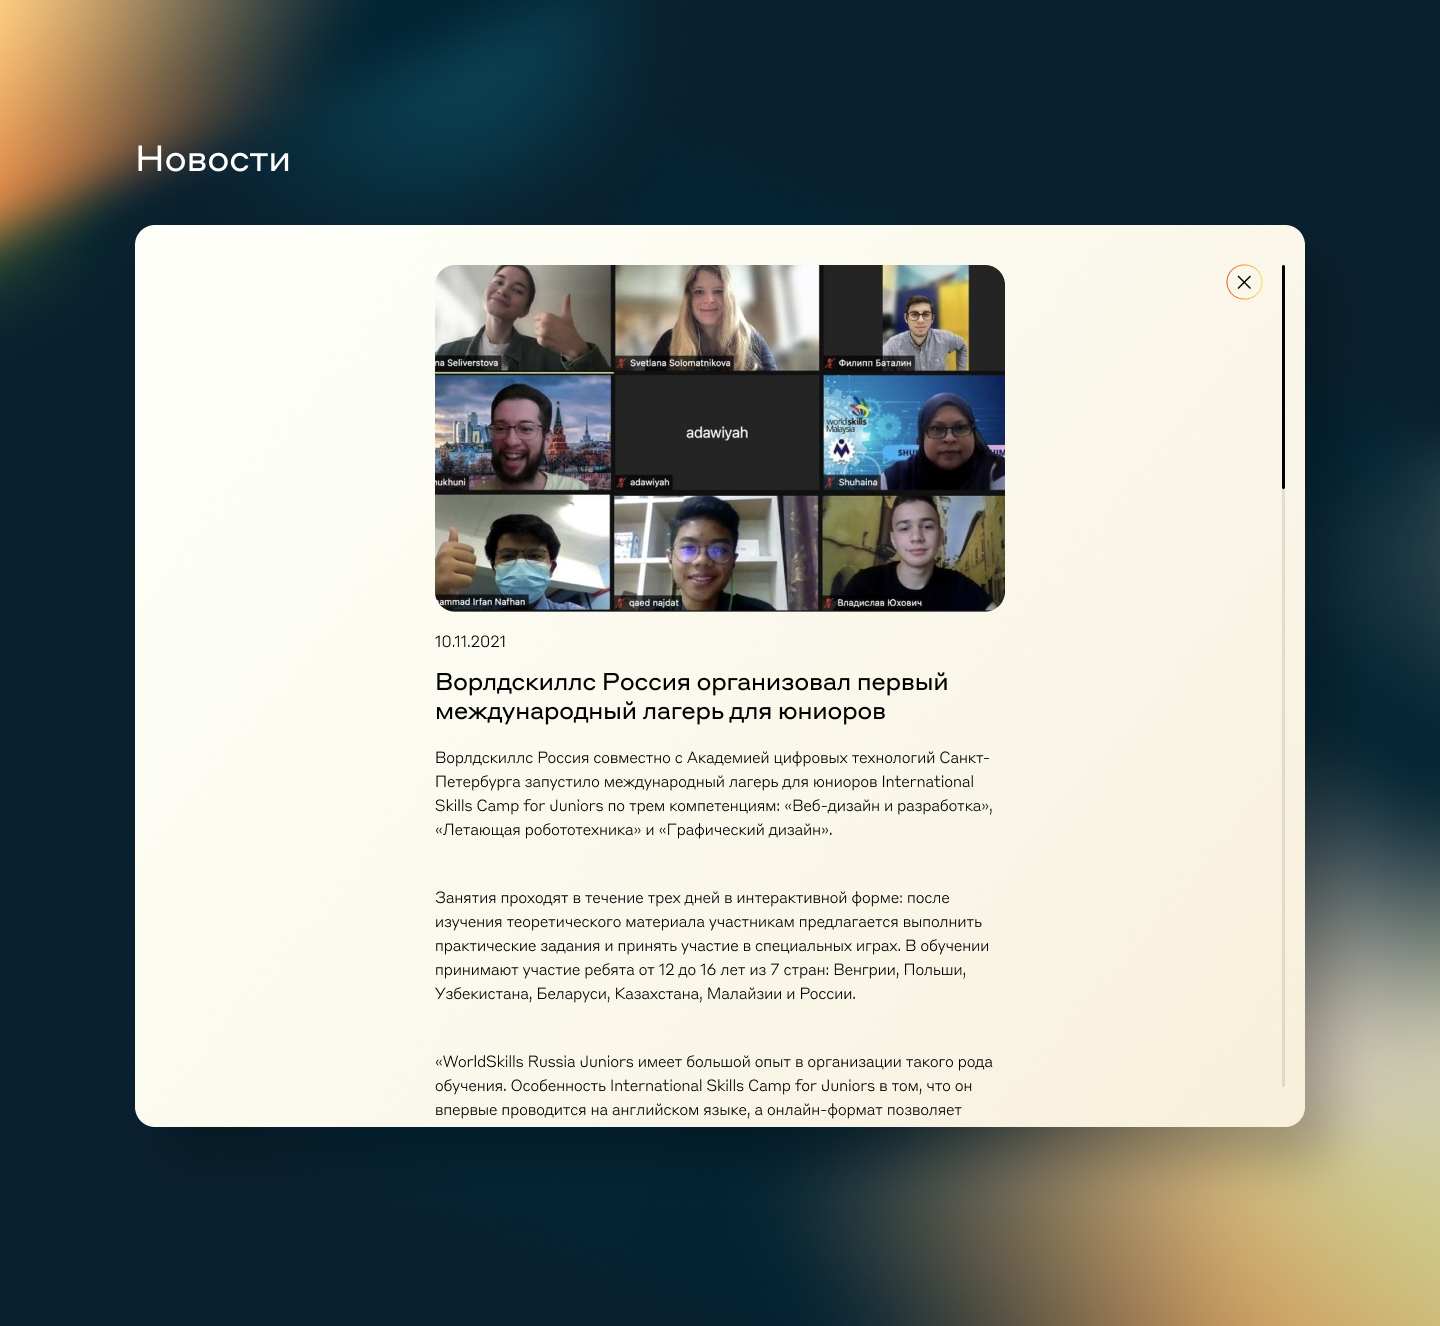 Новости
na Seliverstova
Svetlana Solomatnikova
Филипп Баталин
adawiyah
worldskills
Malaysia
SHU
HIM
nukhuni
adawiyah
Shuhaina
ammad Irfan Nafhan
qaed najdat
Владислав Юхович
10.11.2021
Ворлдскиллс Россия организовал первый
международный лагерь для юниоров
Ворлдскиллс Россия совместно с Академией цифровых технологий Санкт-
Петербурга запустило международный лагерь для юниоров International
Skills Camp for Juniors по трем компетенциям: «Веб-дизайн и разработка»,
«Летающая робототехника» и «Графический дизайн».
Занятия проходят в течение трех дней в интерактивной форме: после
изучения теоретического материала участникам предлагается выполнить
практические задания и принять участие в специальных играх. В обучении
принимают участие ребята от 12 до 16 лет из 7 стран: Венгрии, Польши,
Узбекистана, Беларуси, Казахстана, Малайзии и России.
«WorldSkills Russia Juniors имеет большой опыт в организации такого рода
обучения. Особенность International Skills Camp for Juniors в том, что он
впервые проводится на английском языке, а онлайн-формат позволяет